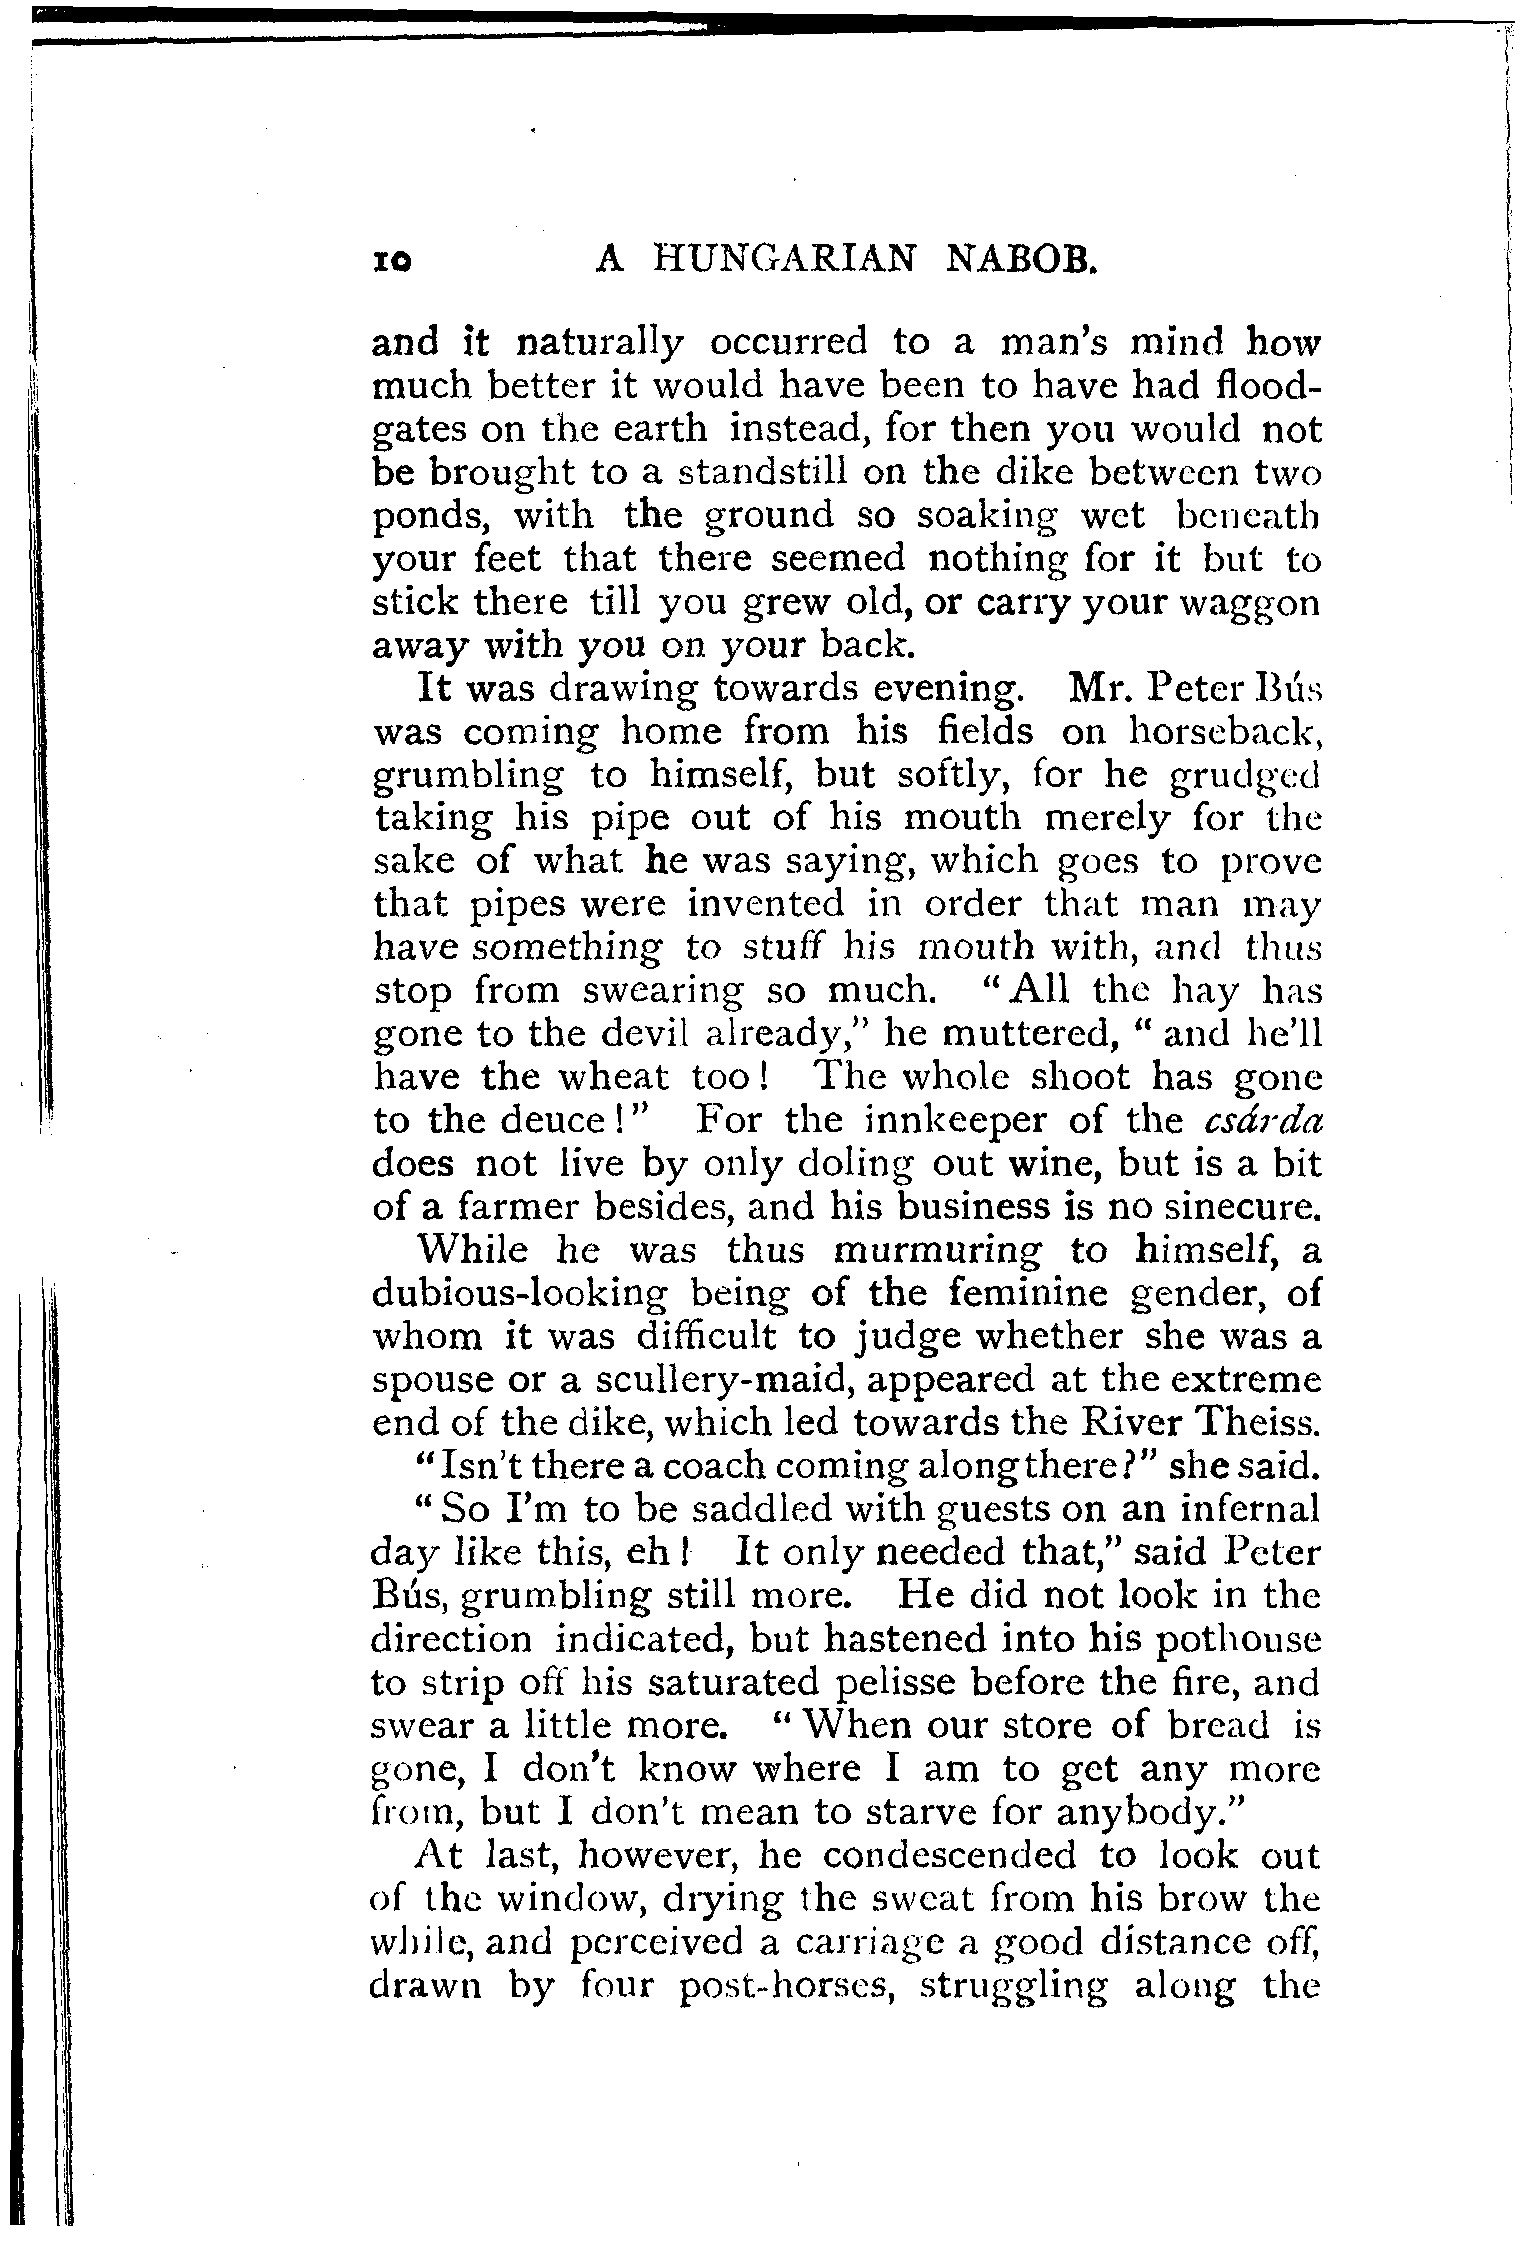 10 A HUNGARIAN NABOB.
and it naturally occurred to a man's mind how
much better it would have been to have had flood-
gates on the earth instead, for then you would not
be brought to a standstill on the dike between two
ponds, with the ground so soaking wet beneath
your feet that there seemed nothing for it but to
stick there till you grew old, or carry your waggon
away with you on your back.
It was drawing towards evening. Mr. Peter Bús
was coming home from his fields on horseback,
grumbling to himself, but softly, for he grudged
taking his pipe out of his mouth merely for the
sake of what he was saying, which goes to prove
that pipes were invented in order that man may
have something to stuff his mouth with, and thus
stop from swearing so much. "All the hay has
gone to the devil already," he muttered, "and he'll
have the wheat too! The whole shoot has gone
to the deuce!" For the innkeeper of the csárda
does not live by only doling out wine, but is a bit
of a farmer besides, and his business is no sinecure.
While he was thus murmuring to himself, a
dubious-looking being of the feminine gender, of
whom it was difficult to judge whether she was a
spouse or a scullery-maid, appeared at the extreme
end of the dike, which led towards the River Theiss.
"Isn't there a coach coming along there?" she said.
"So I'm to be saddled with guests on an infernal
day like this, eh! It only needed that," said Peter
Bús, grumbling still more. He did not look in the
direction indicated, but hastened into his pothouse
to strip off his saturated pelisse before the fire, and
swear a little more. "When our store of bread is
gone, I don't know where I am to get any more
from, but I don't mean to starve for anybody."
At last, however, he condescended to look out
of the window, drying the sweat from his brow the
while, and perceived a carriage a good distance off,
drawn by four post-horses, struggling along the